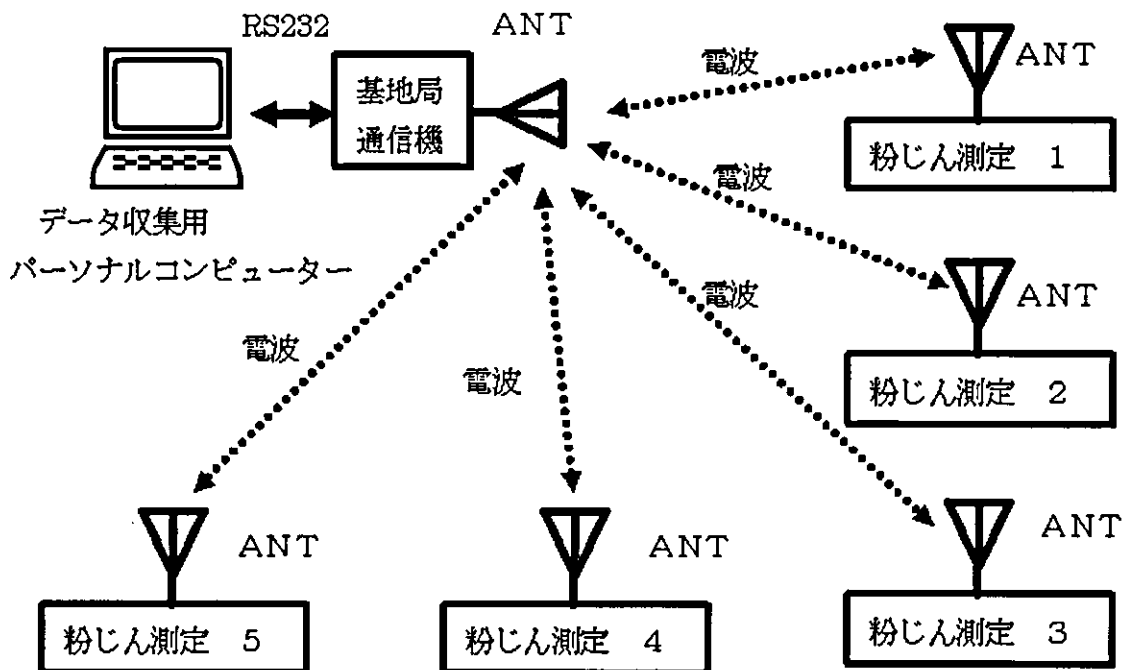 RS232
ANT
電波
ANT
基地局
通信機
粉じん測定 1
電波
データ収集用
パーソナルコンピューター
電波
ANT
電波
電波
粉じん測定 2
ANT
ANT
ANT
粉じん測定 5
粉じん測定 4
粉じん測定 3